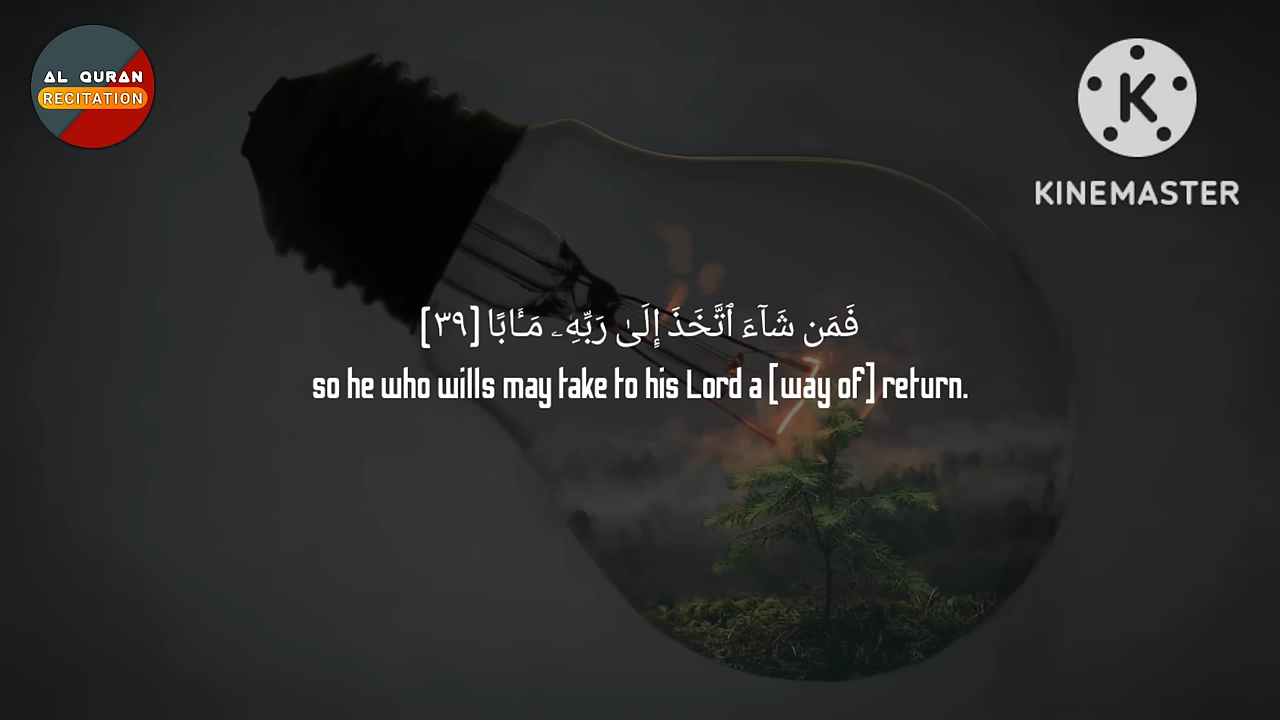 AL QURAN
RECITATION
K
KINEMASTER
فَمَن شَآءَ ٱتَّخَذَ إِلَىٰ رَبِّهِۦ مَـَٔابًا [٣٩]
so he who wills may take to his Lord a [way of] return.